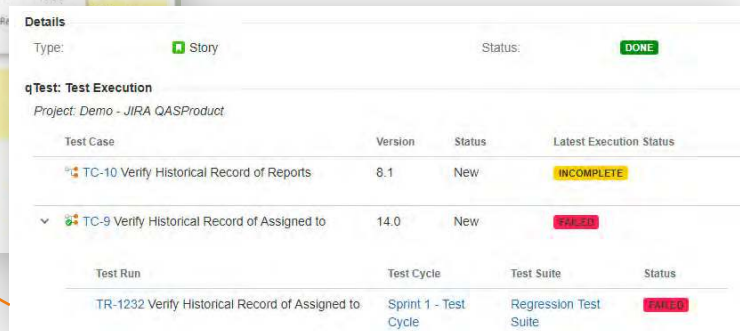 Details
Type: Story Status: DONE
qTest: Test Execution
Project: Demo - JIRA QASProduct
Test Case Version Status Latest Execution Status
TC-10 Verify Historical Record of Reports 8.1 New INCOMPLETE
TC-9 Verify Historical Record of Assigned to 14.0 New FAILED
Test Run Test Cycle Test Suite Status
TR-1232 Verify Historical Record of Assigned to Sprint 1 - Test Regression Test FAILED
Cycle Suite